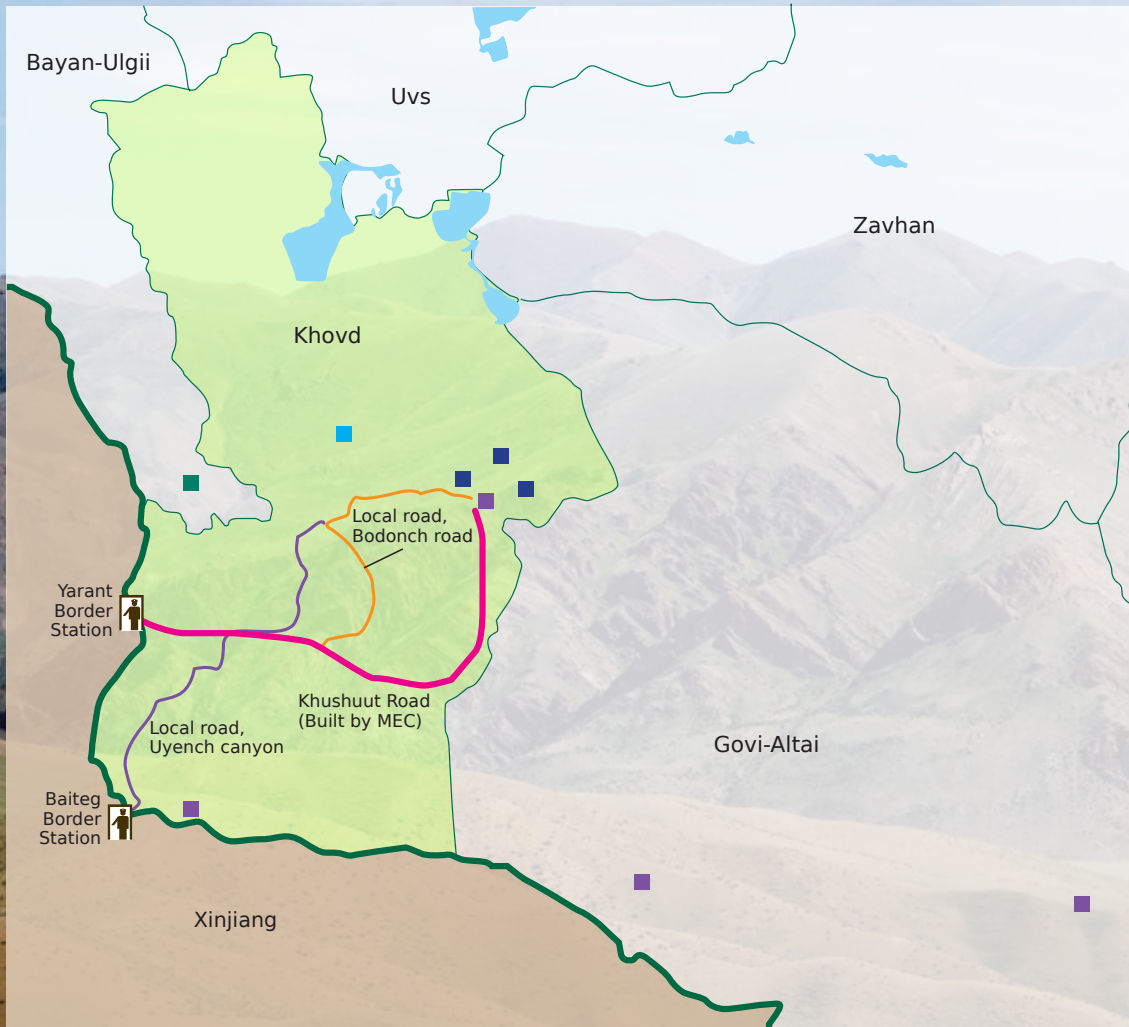 Bayan-Ulgii
Uvs
Zavhan
Khovd
Local road,
Bodonch road
Yarant
Border
Station
Khushuut Road
(Built by MEC)
Local road,
Uyench canyon
Govi-Altai
Baiteg
Border
Station
Xinjiang